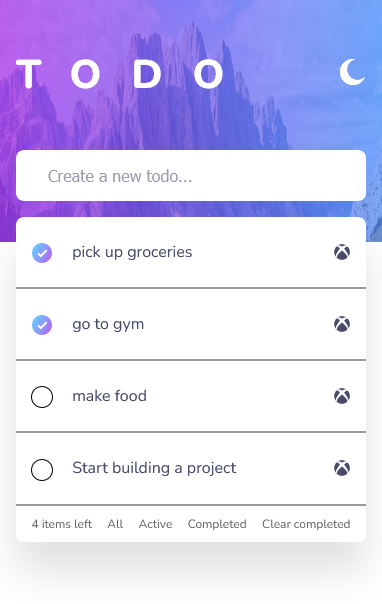 TODO
Create a new todo...
pick up groceries
go to gym
make food
Start building a project
4 items left All Active Completed Clear completed